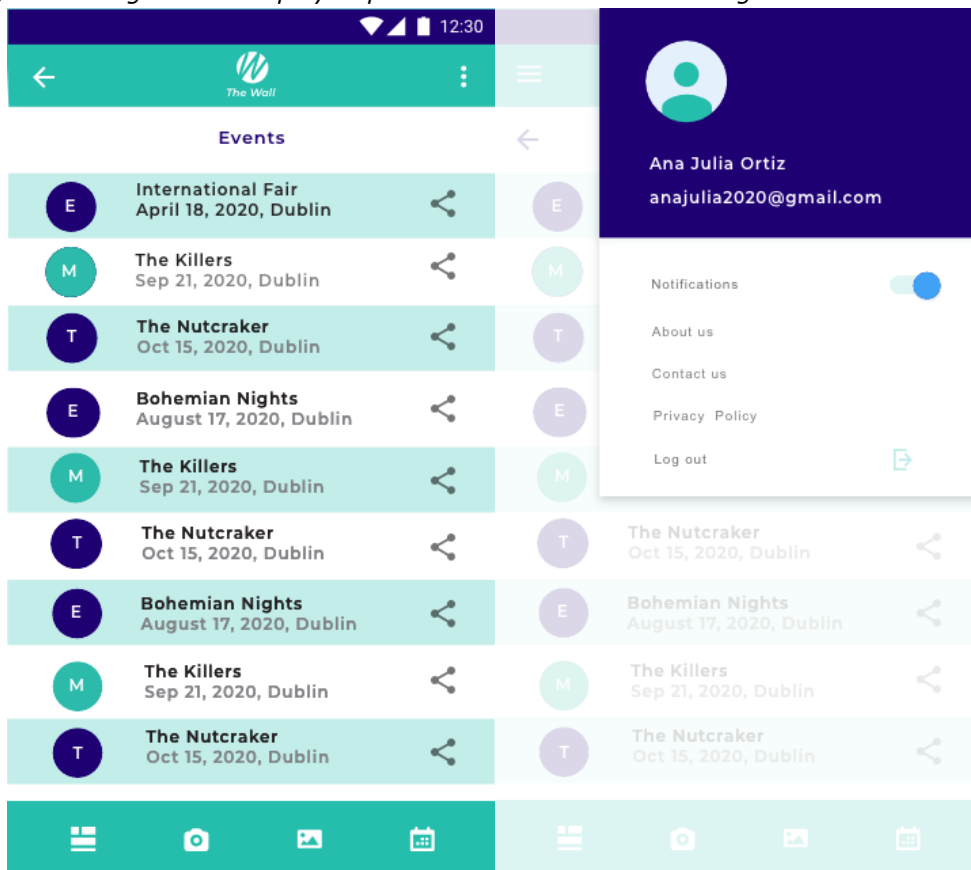 12:30
The Wall
Events
E
International Fair
April 18, 2020, Dublin
M
The Killers
Sep 21, 2020, Dublin
T
The Nutcraker
Oct 15, 2020, Dublin
E
Bohemian Nights
August 17, 2020, Dublin
M
The Killers
Sep 21, 2020, Dublin
T
The Nutcraker
Oct 15, 2020, Dublin
E
Bohemian Nights
August 17, 2020, Dublin
M
The Killers
Sep 21, 2020, Dublin
T
The Nutcraker
Oct 15, 2020, Dublin
Ana Julia Ortiz
anajulia2020@gmail.com
Notifications
About us
Contact us
Privacy Policy
Log out
E
M
T
E
M
T
The Nutcraker
Oct 15, 2020, Dublin
E
Bohemian Nights
August 17, 2020, Dublin
M
The Killers
Sep 21, 2020, Dublin
T
The Nutcraker
Oct 15, 2020, Dublin